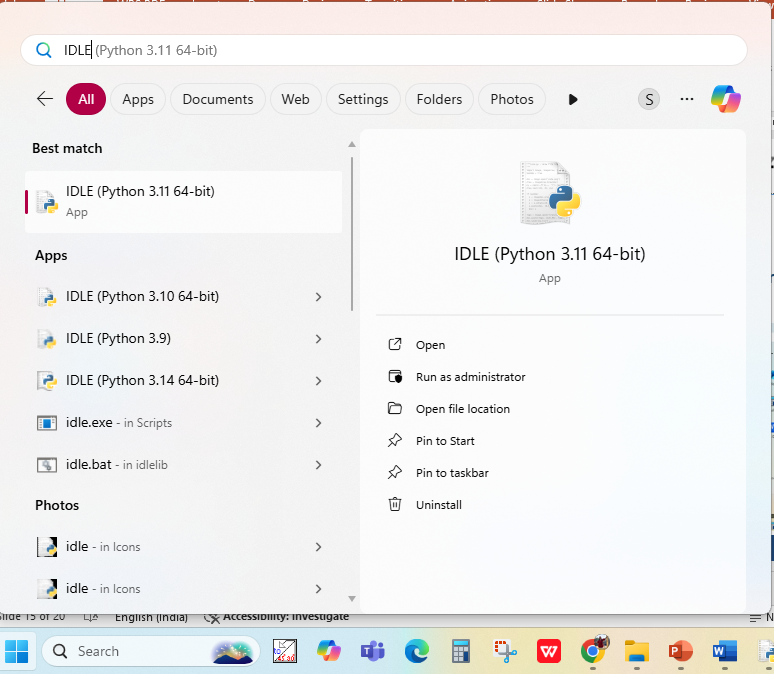 IDLE (Python 3.11 64-bit)
All Apps Documents Web Settings Folders Photos S
Best match
IDLE (Python 3.11 64-bit)
App
Apps
IDLE (Python 3.10 64-bit)
IDLE (Python 3.9)
IDLE (Python 3.14 64-bit)
idle.exe - in Scripts
idle.bat - in idlelib
Photos
idle - in Icons
idle - in Icons
IDLE (Python 3.11 64-bit)
App
Open
Run as administrator
Open file location
Pin to Start
Pin to taskbar
Uninstall
Slide 15 of 20 English (India) Accessibility: Investigate
Search